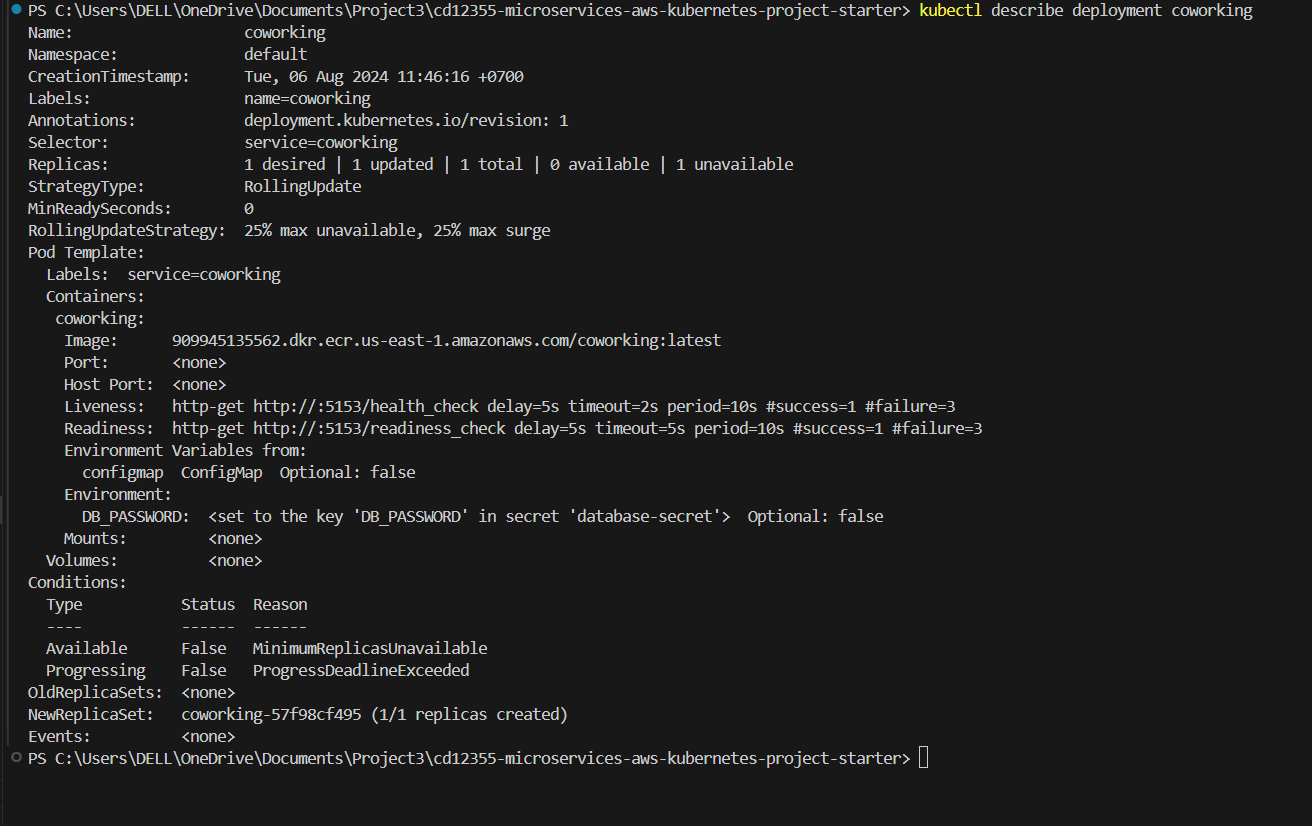 PS C:\Users\DELL\OneDrive\Documents\Project3\cd12355-microservices-aws-kubernetes-project-starter> kubectl describe deployment coworking
Name:                   coworking
Namespace:              default
CreationTimestamp:      Tue, 06 Aug 2024 11:46:16 +0700
Labels:                 name=coworking
Annotations:            deployment.kubernetes.io/revision: 1
Selector:               service=coworking
Replicas:               1 desired | 1 updated | 1 total | 0 available | 1 unavailable
StrategyType:           RollingUpdate
MinReadySeconds:        0
RollingUpdateStrategy:  25% max unavailable, 25% max surge
Pod Template:
  Labels:  service=coworking
  Containers:
   coworking:
    Image:      909945135562.dkr.ecr.us-east-1.amazonaws.com/coworking:latest
    Port:       <none>
    Host Port:  <none>
    Liveness:   http-get http://:5153/health_check delay=5s timeout=2s period=10s #success=1 #failure=3
    Readiness:  http-get http://:5153/readiness_check delay=5s timeout=5s period=10s #success=1 #failure=3
    Environment Variables from:
      configmap  ConfigMap  Optional: false
    Environment:
      DB_PASSWORD:  <set to the key 'DB_PASSWORD' in secret 'database-secret'>  Optional: false
    Mounts:         <none>
  Volumes:          <none>
Conditions:
  Type           Status  Reason
  ----           ------  ------
  Available      False   MinimumReplicasUnavailable
  Progressing    False   ProgressDeadlineExceeded
OldReplicaSets:  <none>
NewReplicaSet:   coworking-57f98cf495 (1/1 replicas created)
Events:          <none>
PS C:\Users\DELL\OneDrive\Documents\Project3\cd12355-microservices-aws-kubernetes-project-starter>